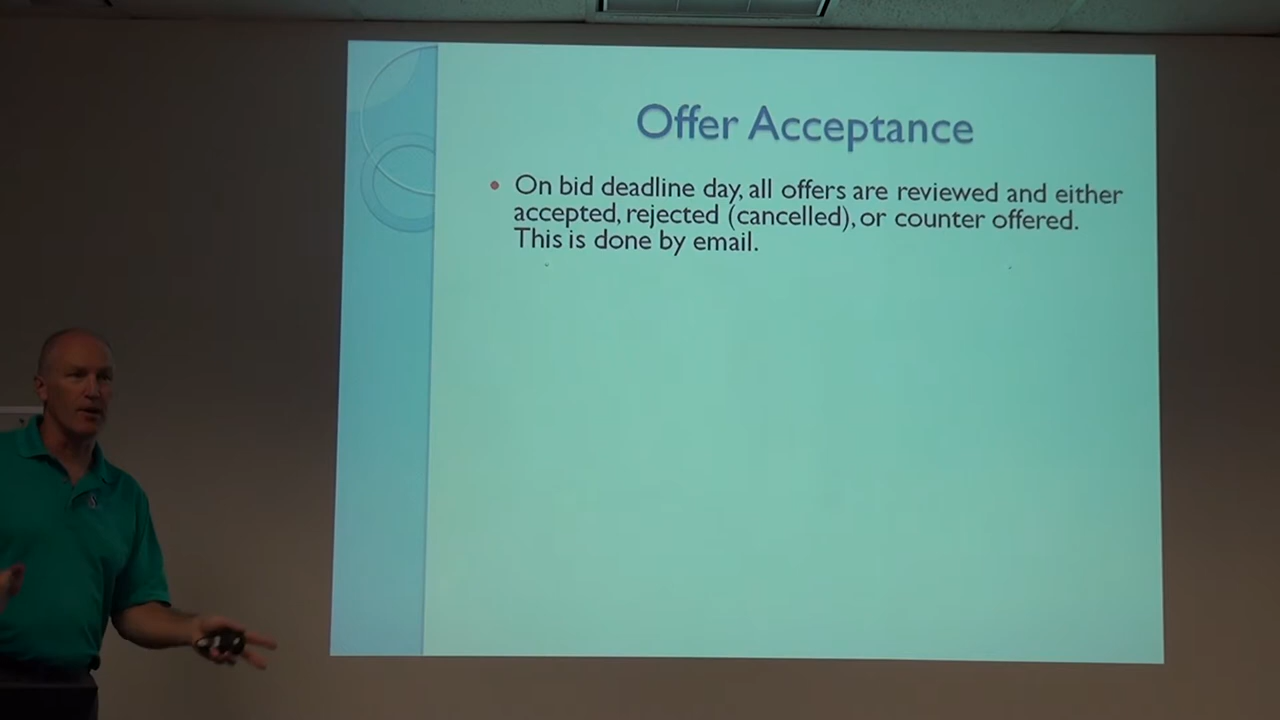 Offer Acceptance
On bid deadline day, all offers are reviewed and either
accepted, rejected (cancelled), or counter offered.
This is done by email.